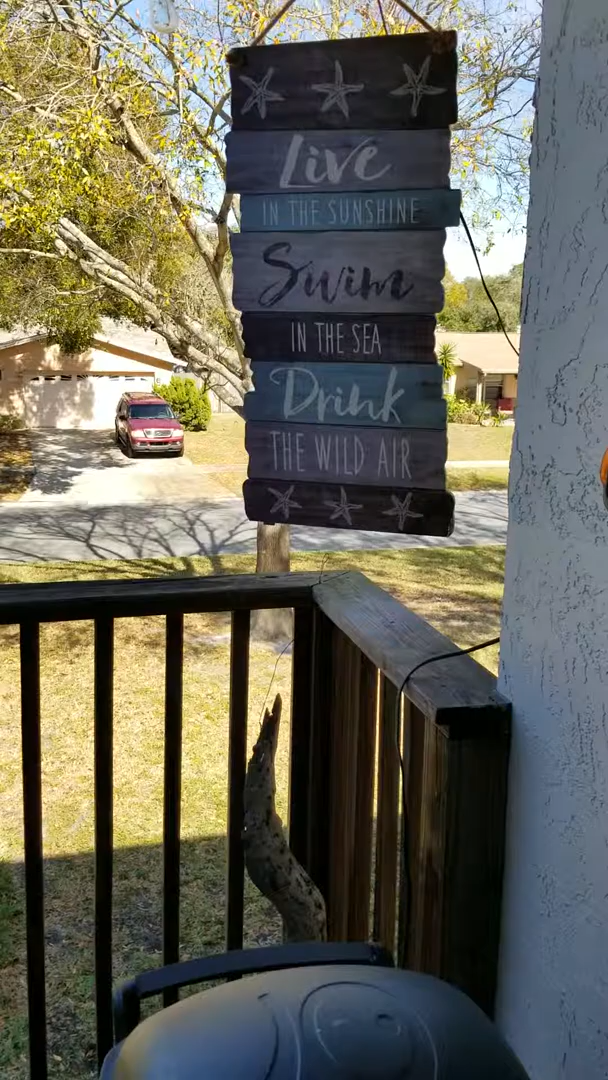 Live
IN THE SUNSHINE
Swim
IN THE SEA
Drink
THE WILD AIR